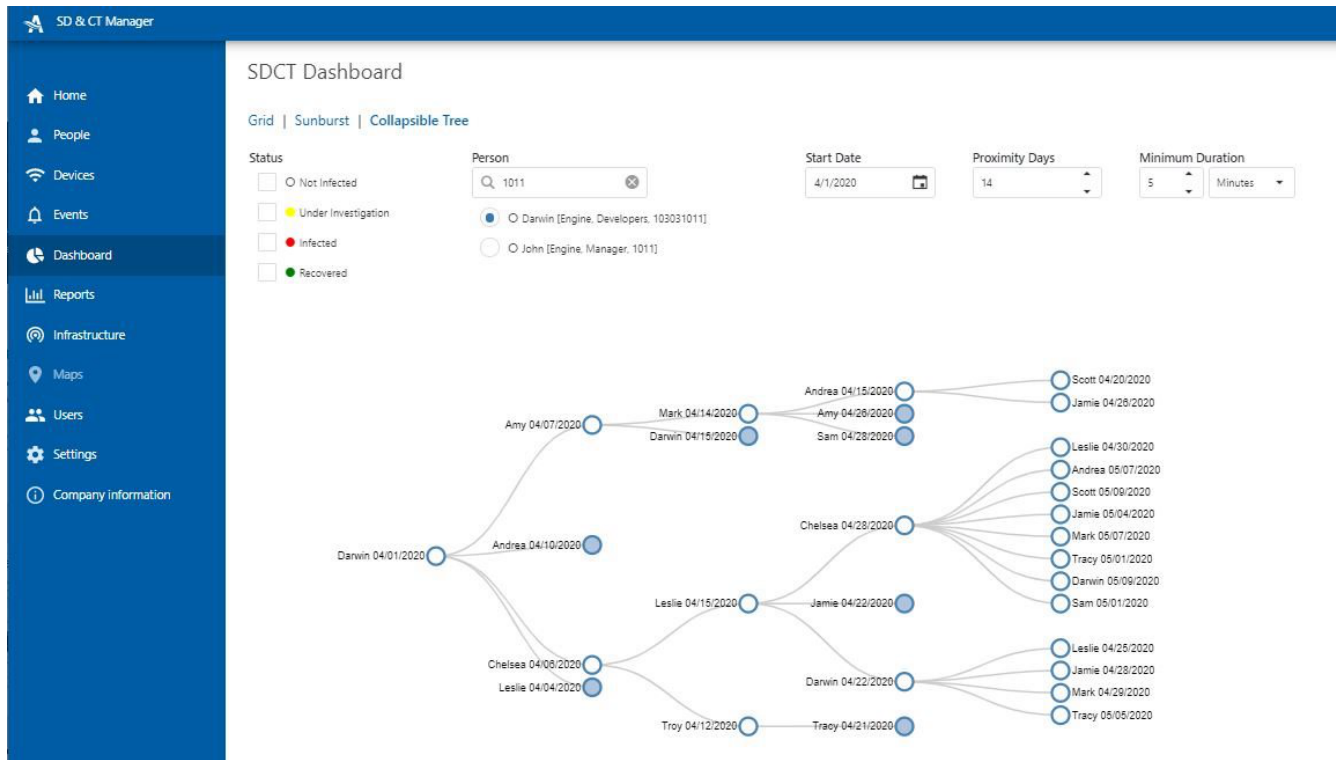 SD & CT Manager
Home
People
Devices
Events
Dashboard
Reports
Infrastructure
Maps
Users
Settings
Company information
SDCT Dashboard
Grid | Sunburst | Collapsible Tree
Status
Not Infected
Under Investigation
Infected
Recovered
Person
1011
Darwin [Engine, Developers, 103031011]
John [Engine, Manager, 1011]
Start Date
4/1/2020
Proximity Days
14
Minimum Duration
5 Minutes
Darwin 04/01/2020
Amy 04/07/2020
Andrea 04/10/2020
Chelsea 04/06/2020
Leslie 04/04/2020
Mark 04/14/2020
Darwin 04/15/2020
Leslie 04/15/2020
Troy 04/12/2020
Andrea 04/15/2020
Amy 04/26/2020
Sam 04/28/2020
Chelsea 04/28/2020
Jamie 04/22/2020
Darwin 04/22/2020
Tracy 04/21/2020
Scott 04/20/2020
Jamie 04/26/2020
Leslie 04/30/2020
Andrea 05/07/2020
Scott 05/09/2020
Jamie 05/04/2020
Mark 05/07/2020
Tracy 05/01/2020
Darwin 05/09/2020
Sam 05/01/2020
Leslie 04/25/2020
Jamie 04/28/2020
Mark 04/29/2020
Tracy 05/05/2020